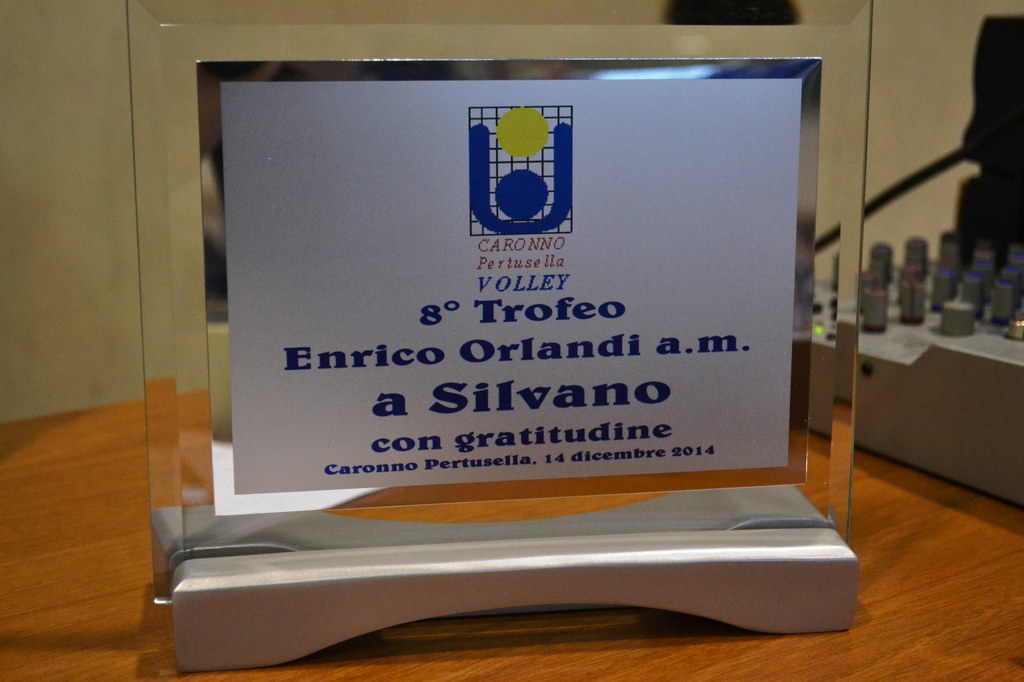 CARONNO
Pertusella
VOLLEY
8° Trofeo
Enrico Orlandi a.m.
a Silvano
con gratitudine
Caronno Pertusella, 14 dicembre 2014